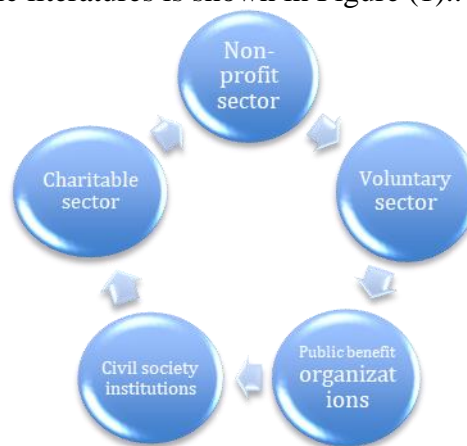 literatures is shown in Figure (1)..
Non-
profit
sector
Voluntary
sector
Public benefit
organizat
ions
Civil society
institutions
Charitable
sector